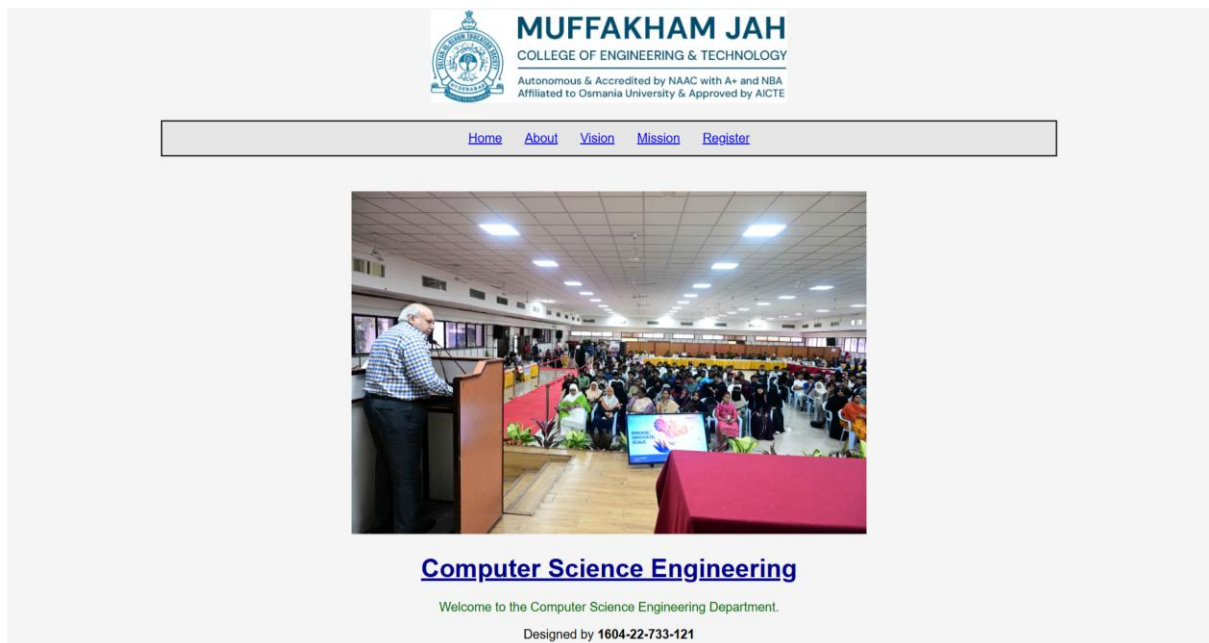 MUFFAKHAM JAH
COLLEGE OF ENGINEERING & TECHNOLOGY
Autonomous & Accredited by NAAC with A+ and NBA
Affiliated to Osmania University & Approved by AICTE
Home About Vision Mission Register
Computer Science Engineering
Welcome to the Computer Science Engineering Department.
Designed by 1604-22-733-121